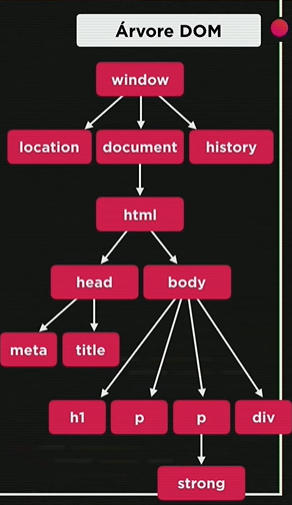 Árvore DOM
window
location document history
html
head body
meta title
h1 p p div
strong